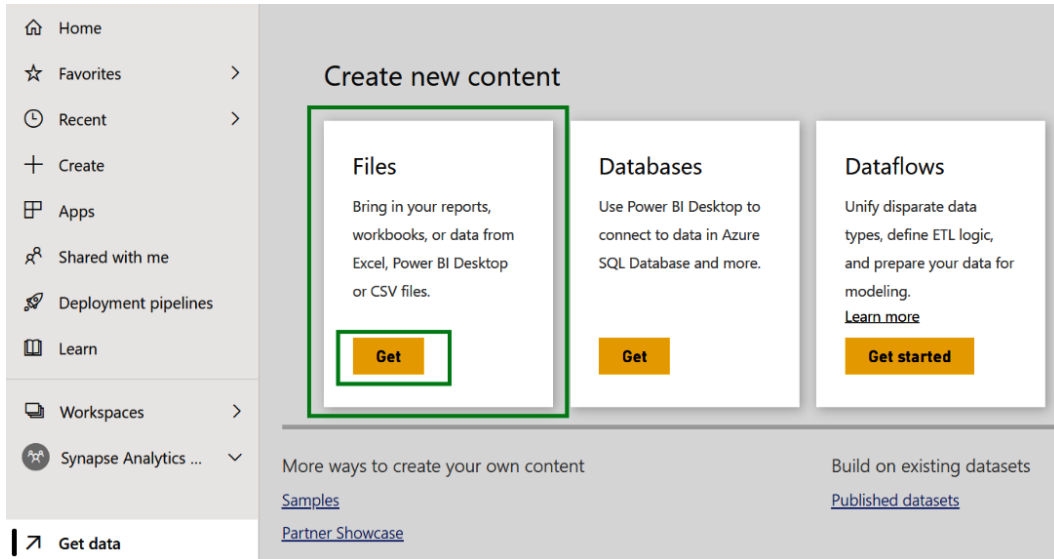 Home
Favorites
Recent
Create
Apps
Shared with me
Deployment pipelines
Learn
Workspaces
Synapse Analytics ...
Get data
Create new content
Files
Bring in your reports,
workbooks, or data from
Excel, Power BI Desktop
or CSV files.
Get
Databases
Use Power BI Desktop to
connect to data in Azure
SQL Database and more.
Get
Dataflows
Unify disparate data
types, define ETL logic,
and prepare your data for
modeling.
Learn more
Get started
More ways to create your own content
Samples
Partner Showcase
Build on existing datasets
Published datasets